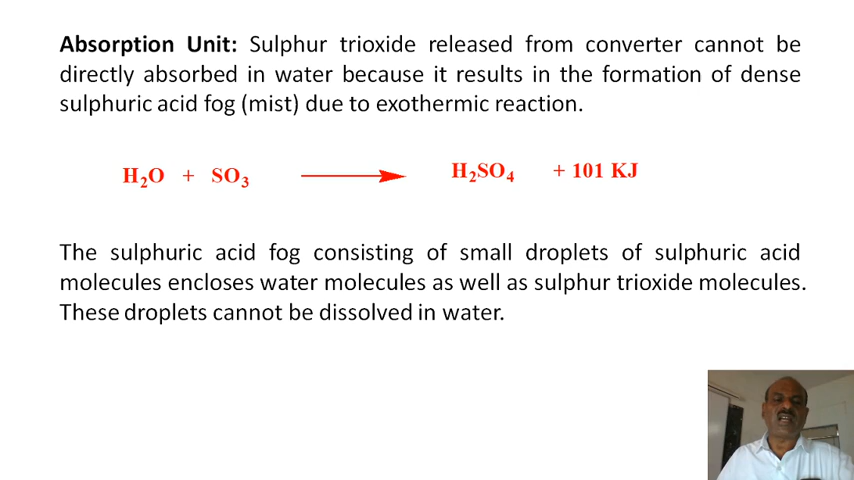 Absorption Unit: Sulphur trioxide released from converter cannot be
directly absorbed in water because it results in the formation of dense
sulphuric acid fog (mist) due to exothermic reaction.
H₂O + SO₃ ⟶ H₂SO₄ + 101 KJ
The sulphuric acid fog consisting of small droplets of sulphuric acid
molecules encloses water molecules as well as sulphur trioxide molecules.
These droplets cannot be dissolved in water.